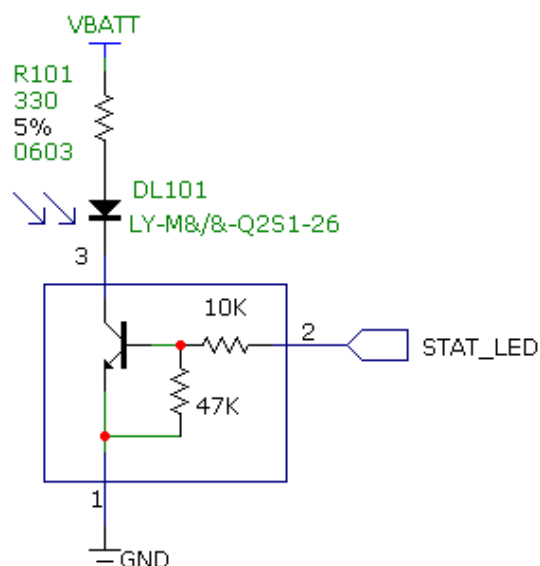 VBATT
R101
330
5%
0603
DL101
LY-M&/&-Q2S1-26
3
10K
2
STAT_LED
47K
1
GND